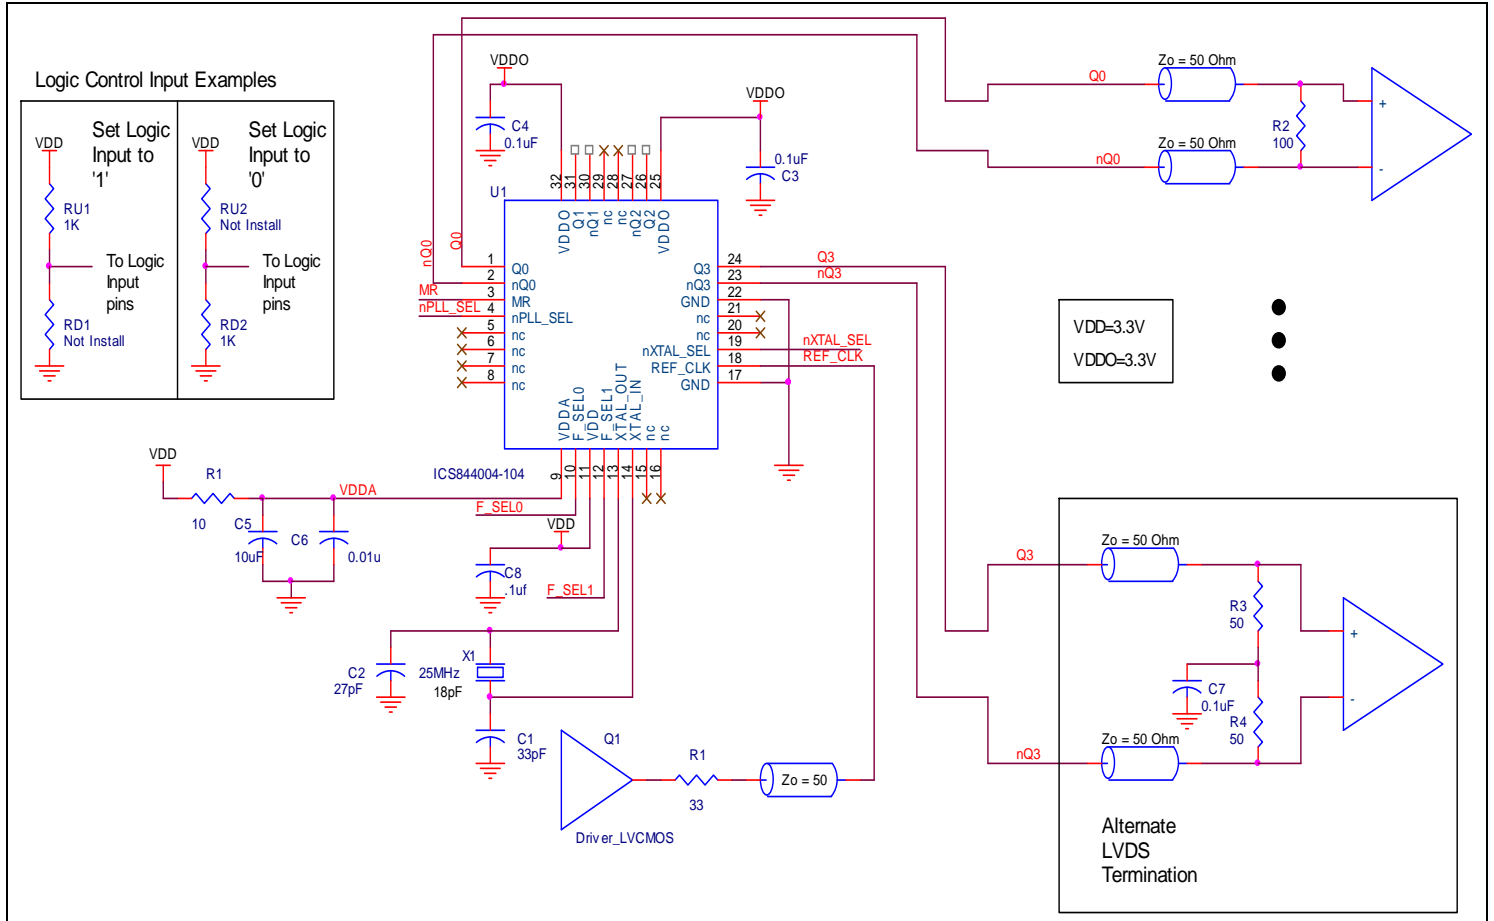 Logic Control Input Examples
Set Logic
Input to
'1'
VDD
RU1
1K
To Logic
Input
pins
RD1
Not Install
Set Logic
Input to
'0'
VDD
RU2
Not Install
To Logic
Input
pins
RD2
1K
VDDO
C4
0.1uF
VDDO
0.1uF
C3
U1
32
31
30
29
28
27
26
25
VDDO
Q1
nQ1
nc
nc
nQ2
Q2
VDDO
nQ0
Q0
MR
nPLL_SEL
1
2
3
4
5
6
7
8
Q0
nQ0
MR
nPLL_SEL
nc
nc
nc
nc
Q3
nQ3
GND
nc
nc
nXTAL_SEL
REF_CLK
GND
24
23
22
21
20
19
18
17
Q3
nQ3
nXTAL_SEL
REF_CLK
VDDA
F_SEL0
VDD
F_SEL1
XTAL_OUT
XTAL_IN
nc
nc
9
10
11
12
13
14
15
16
ICS844004-104
Zo = 50 Ohm
Q0
R2
100
+
-
Zo = 50 Ohm
nQ0
VDD=3.3V
VDDO=3.3V
VDD
R1
10
VDDA
C5
10uF
C6
0.01u
F_SEL0
VDD
C8
.1uf
F_SEL1
C2
27pF
X1
25MHz
18pF
C1
33pF
Q1
Driver_LVCMOS
R1
33
Zo = 50
Q3
Zo = 50 Ohm
R3
50
C7
0.1uF
R4
50
+
-
nQ3
Zo = 50 Ohm
Alternate
LVDS
Termination